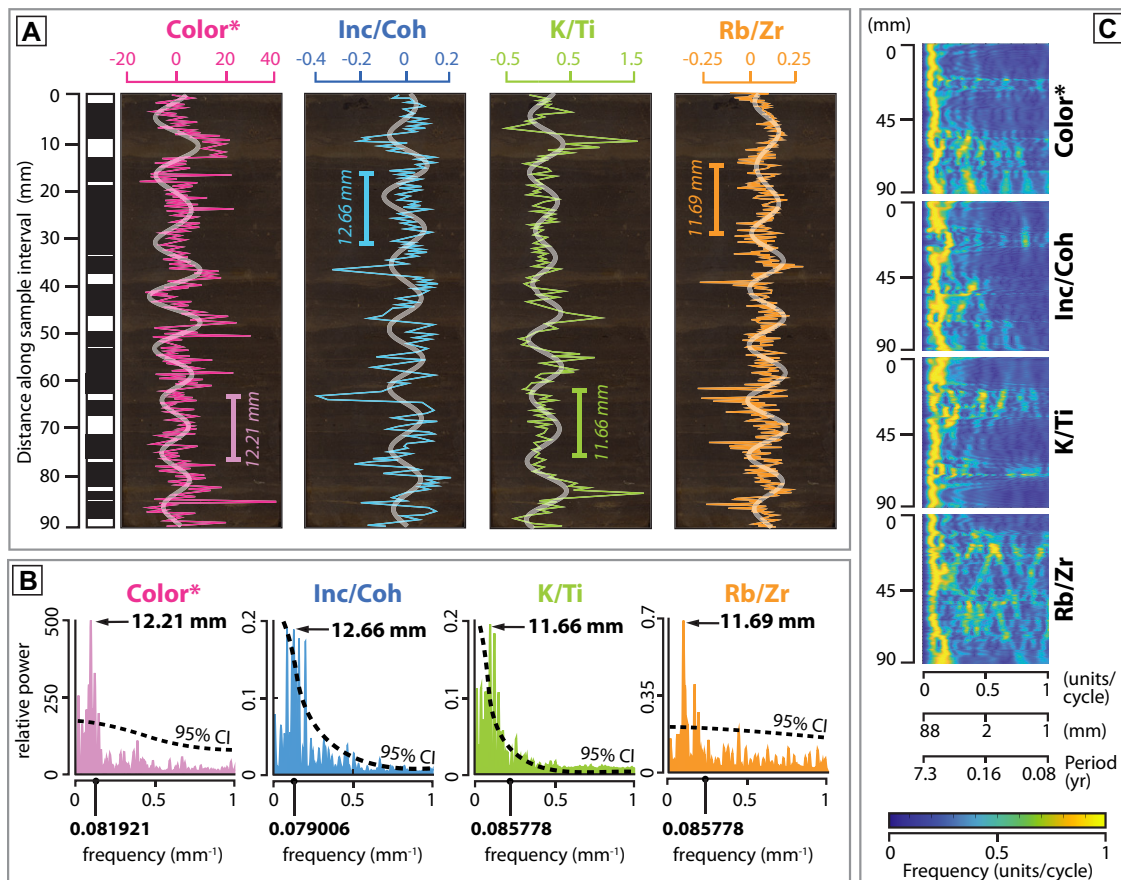 A
Color*
Inc/Coh
K/Ti
Rb/Zr
-20 0 20 40
-0.4 0 0.2
-0.5 0.5 1.5
-0.25 0 0.25
Distance along sample interval (mm)
0
10
20
30
40
50
60
70
80
90
12.21 mm
12.66 mm
11.66 mm
11.69 mm
B
Color*
Inc/Coh
K/Ti
Rb/Zr
relative power
500
250
0
12.21 mm
95% CI
0 0.5 1
0.081921
frequency (mm⁻¹)
0.2
0.1
0
12.66 mm
95% CI
0 0.5 1
0.079006
frequency (mm⁻¹)
0.2
0.1
0
11.66 mm
95% CI
0 0.5 1
0.085778
frequency (mm⁻¹)
0.7
0.35
0
11.69 mm
95% CI
0 0.5 1
0.085778
frequency (mm⁻¹)
C
(mm)
0
45
90
Color*
0
45
90
Inc/Coh
0
45
90
K/Ti
0
45
90
Rb/Zr
0 0.5 1 (units/
cycle)
88 2 1 (mm)
7.3 0.16 0.08 Period
(yr)
0 0.5 1
Frequency (units/cycle)